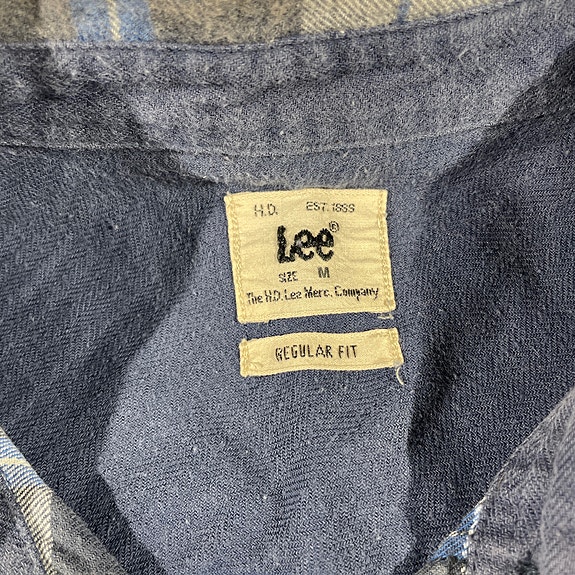 H.D. EST. 1889
Lee®
SIZE M
The H.D. Lee Merc. Company
REGULAR FIT